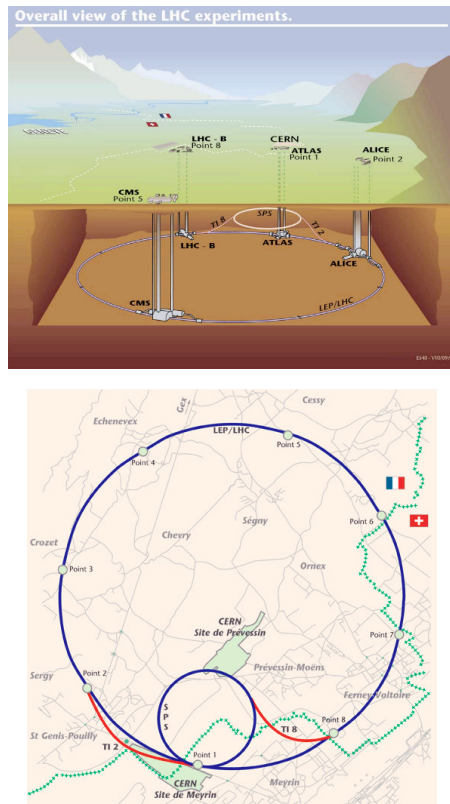 Overall view of the LHC experiments.
LHC - B
Point 8
CERN
ATLAS
Point 1
ALICE
Point 2
CMS
Point 5
TI 8
SPS
TI 2
LHC - B
ATLAS
ALICE
CMS
LEP/LHC
Cessy
Gex
Echenevex
LEP/LHC
Point 5
Point 4
Ségny
Point 6
Crozet
Chevry
Point 3
Ornex
CERN
Site de Prévessin
Point 7
Sergy
Point 2
Prévessin-Moëns
Ferney-Voltaire
SPS
St Genis-Pouilly
TI 8
Point 8
TI 2
Point 1
CERN
Site de Meyrin
Meyrin